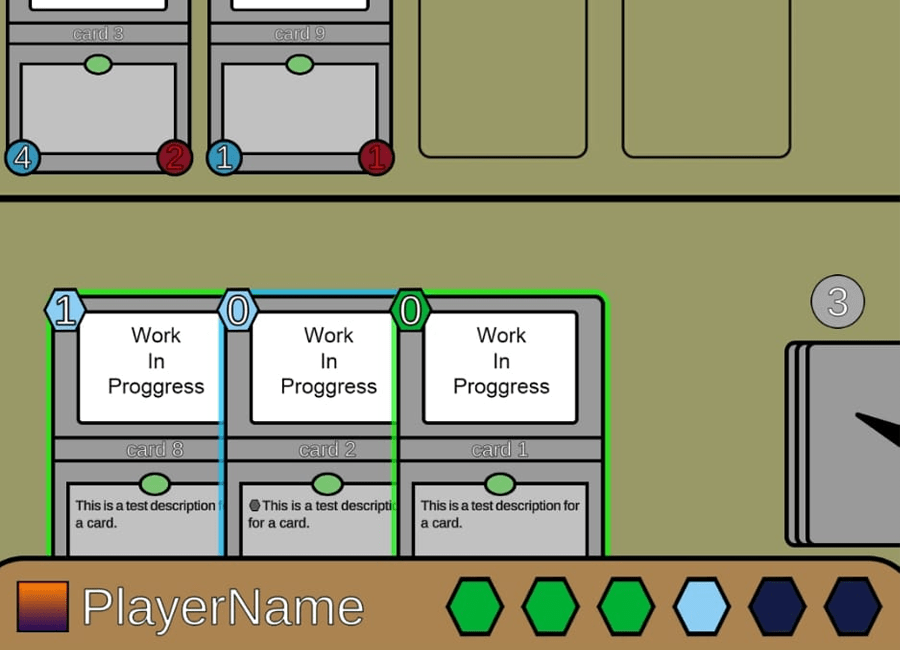 card 3
card 9
4
2
1
1
3
1
0
0
Work
In
Proggress
Work
In
Proggress
Work
In
Proggress
card 8
card 2
card 1
This is a test description
a card.
This is a test
for a card.
This is a test description for
a card.
PlayerName